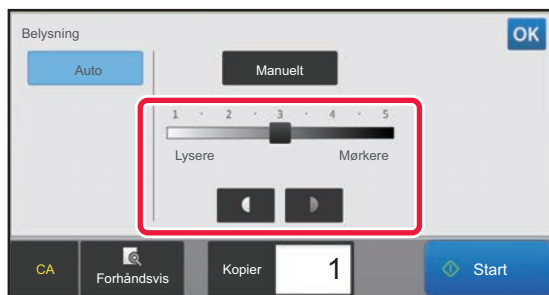 Belysning
OK
Auto
Manuelt
1 · 2 · 3 · 4 · 5
Lysere Mørkere
CA
Forhåndsvis
Kopier
1
Start